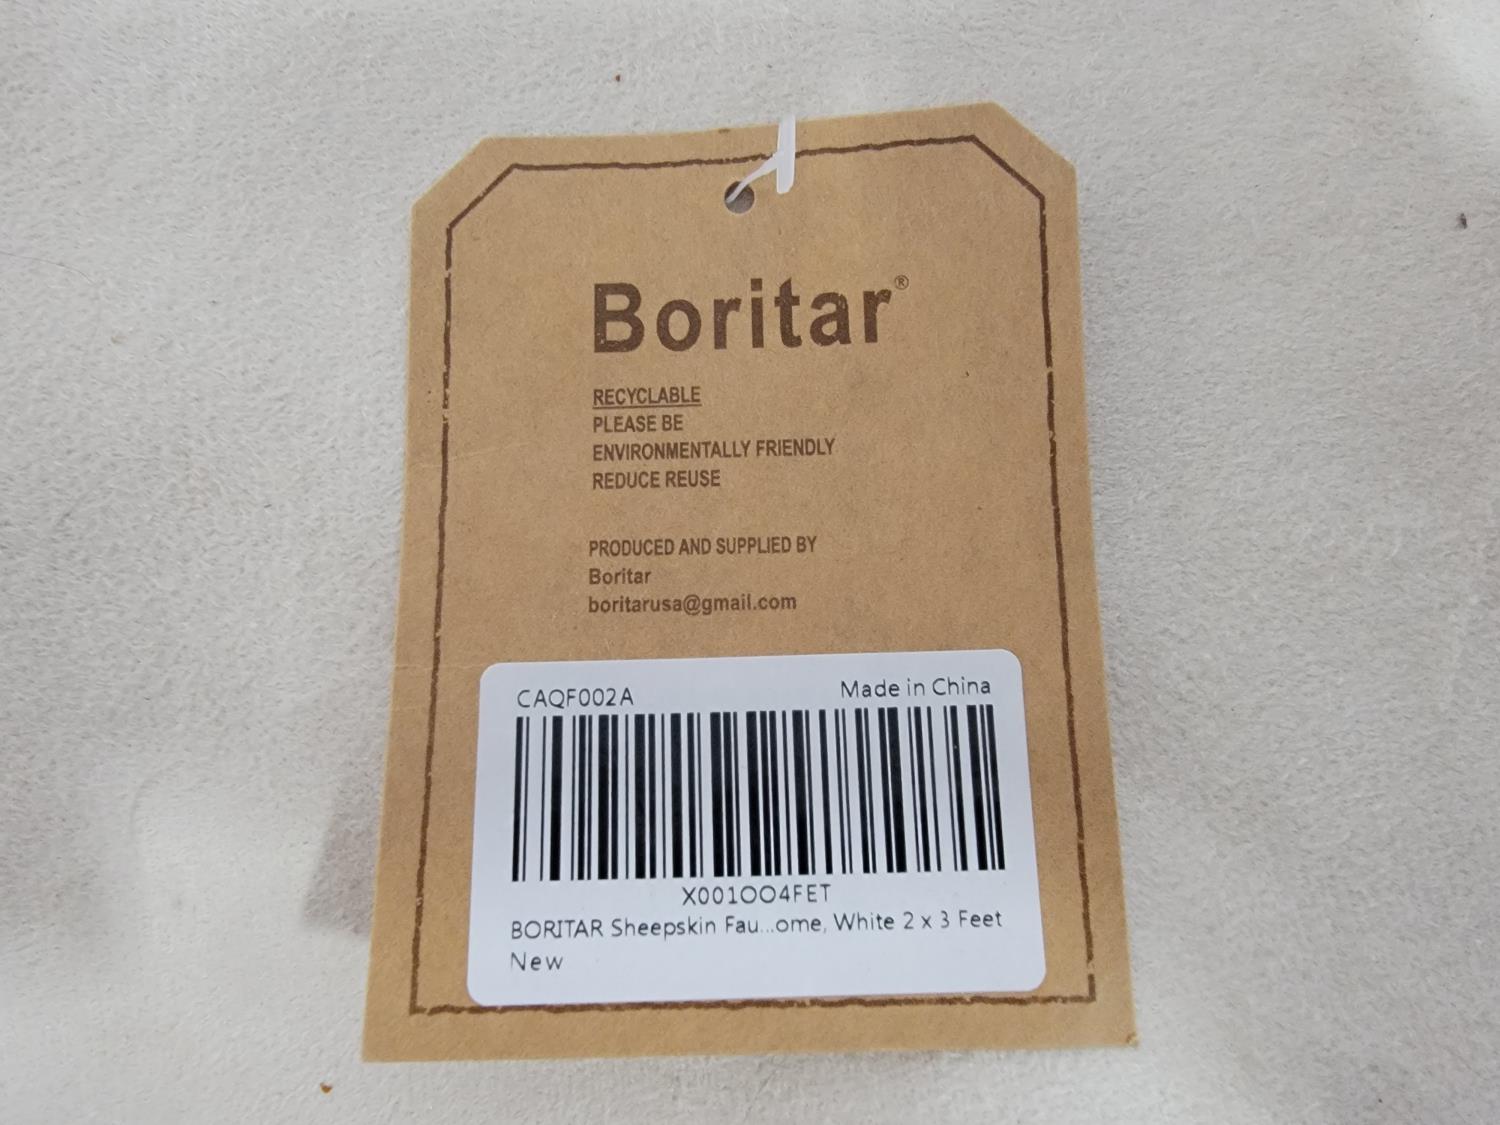 Boritar®
RECYCLABLE
PLEASE BE
ENVIRONMENTALLY FRIENDLY
REDUCE REUSE
PRODUCED AND SUPPLIED BY
Boritar
boritarusa@gmail.com
CAQF002A Made in China
X001OO4FET
BORITAR Sheepskin Fau...ome, White 2 x 3 Feet
New